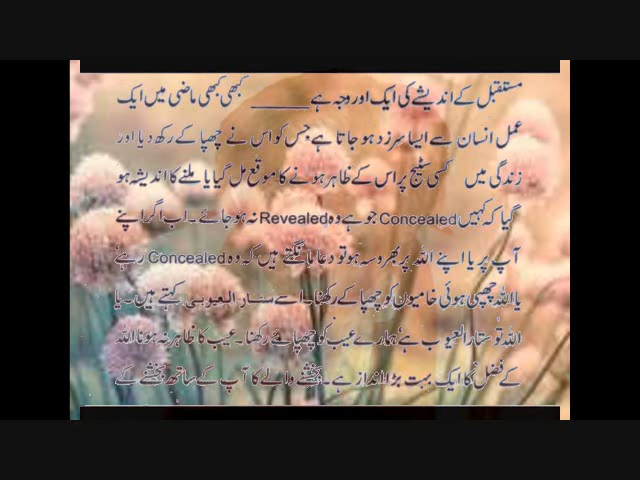 مستقبل کے اندیشے کی ایک اور وجہ ہے ______ کبھی کبھی ماضی میں ایک
عمل انسان سے ایسا سرزد ہو جاتا ہے جس کو اس نے چھپا کے رکھ دیا اور
زندگی میں کسی سٹیج پر اس کے ظاہر ہونے کا موقع مل گیا یا ملنے کا اندیشہ ہو
گیا کہ کہیں Concealed جو ہے وہ Revealed نہ ہو جائے۔ اب اگر اپنے
آپ پر یا اپنے اللہ پر بھروسہ ہو تو دعا مانگتے ہیں کہ وہ Concealed رہے'
یا اللہ چھپی ہوئی خامیوں کو چھپا کے رکھنا۔ اسے ستار العیوبی کہتے ہیں۔ یا
اللہ تو ستار العیوب ہے' ہمارے عیب کو چھپائے رکھنا۔ عیب کا ظاہر نہ ہونا اللہ
کے فضل کا ایک بہت بڑا انداز ہے۔ بخشنے والے کا آپ کے ساتھ بخشنے کے